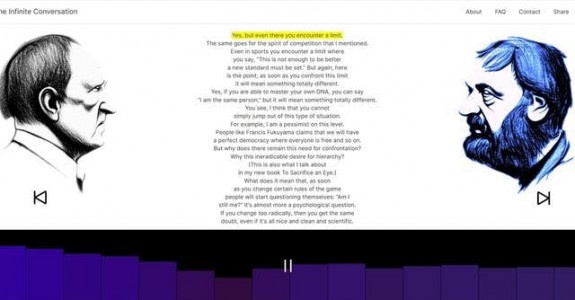 he Infinite Conversation
About FAQ Contact Share
Yes, but even there you encounter a limit.
The same goes for the spirit of competition that I mentioned.
Even in sports you encounter a limit where
you say, "This is not enough to be better
a new standard must be set." But again, here
is the point, as soon as you confront this limit
it will mean something totally different.
Yes, if you are able to master your own DNA, you can say
"I am the same person," but it will mean something totally different.
You see, I think that you cannot
simply jump out of this type of situation.
For example, I am a pessimist on this level.
People like Francis Fukuyama claims that we will have
a perfect democracy where everyone is free and so on.
But why does there remain this need for confrontation?
Why this ineradicable desire for hierarchy?
(This is also what I talk about
in my new book To Sacrifice an Eye.)
What does it mean that, as soon
as you change certain rules of the game
people will start questioning themselves: "Am I
still me?" It's almost more a psychological question.
If you change too radically, then you get the same
doubt, even if it's all nice and clean and scientific.